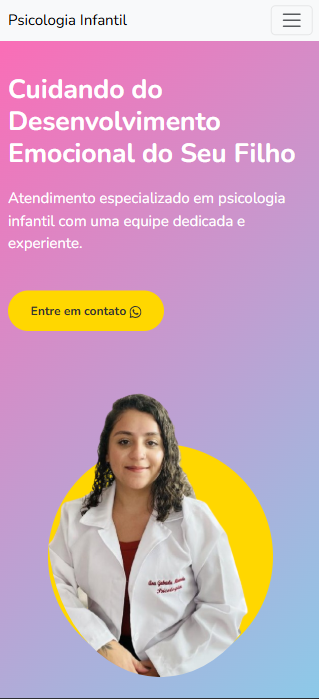 Psicologia Infantil
Cuidando do
Desenvolvimento
Emocional do Seu Filho
Atendimento especializado em psicologia
infantil com uma equipe dedicada e
experiente.
Entre em contato
Psicologia